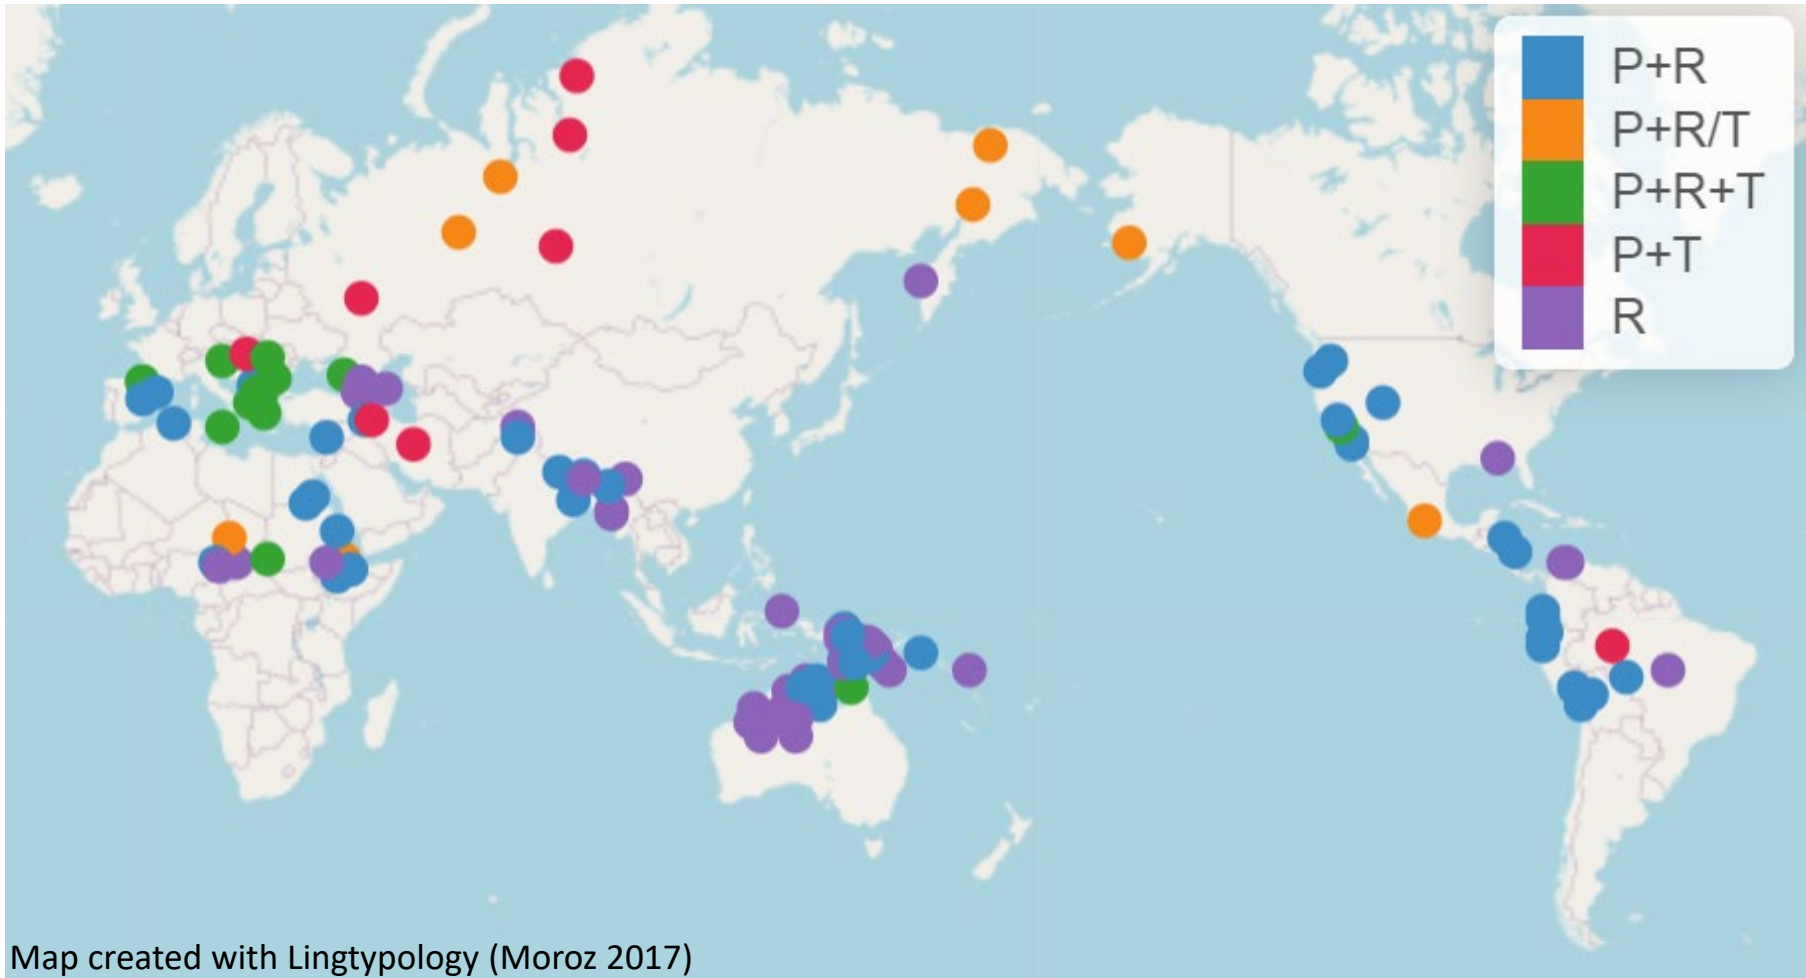 P+R
P+R/T
P+R+T
P+T
R
Map created with Lingtypology (Moroz 2017)